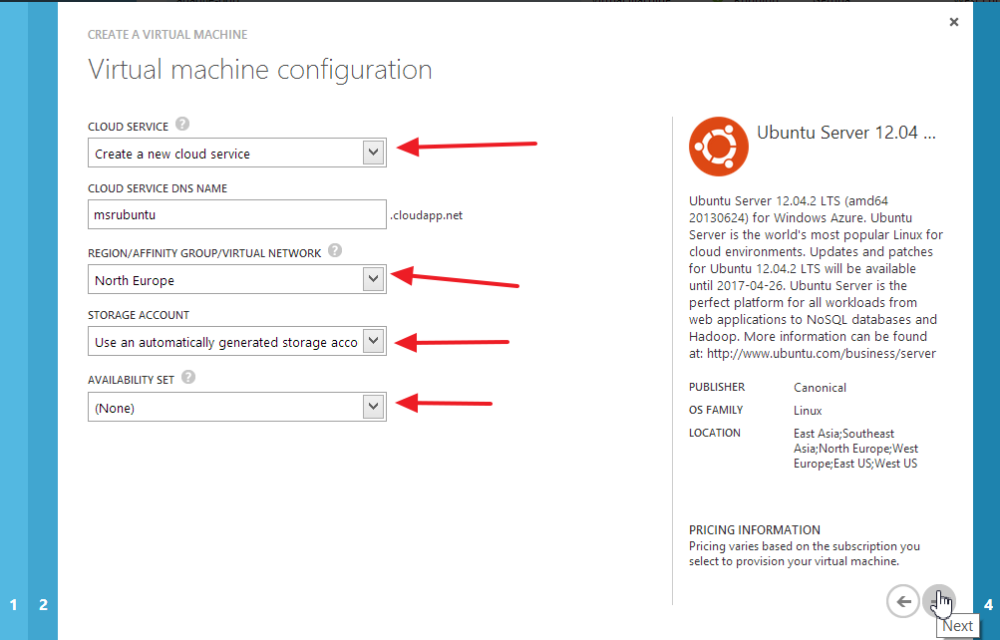 CREATE A VIRTUAL MACHINE
Virtual machine configuration
CLOUD SERVICE ?
Create a new cloud service
CLOUD SERVICE DNS NAME
msrubuntu .cloudapp.net
REGION/AFFINITY GROUP/VIRTUAL NETWORK ?
North Europe
STORAGE ACCOUNT
Use an automatically generated storage acco
AVAILABILITY SET ?
(None)
Ubuntu Server 12.04 ...
Ubuntu Server 12.04.2 LTS (amd64
20130624) for Windows Azure. Ubuntu
Server is the world's most popular Linux for
cloud environments. Updates and patches
for Ubuntu 12.04.2 LTS will be available
until 2017-04-26. Ubuntu Server is the
perfect platform for all workloads from
web applications to NoSQL databases and
Hadoop. More information can be found
at: http://www.ubuntu.com/business/server
PUBLISHER Canonical
OS FAMILY Linux
LOCATION East Asia;Southeast
Asia;North Europe;West
Europe;East US;West US
PRICING INFORMATION
Pricing varies based on the subscription you
select to provision your virtual machine.
1 2 4
Next